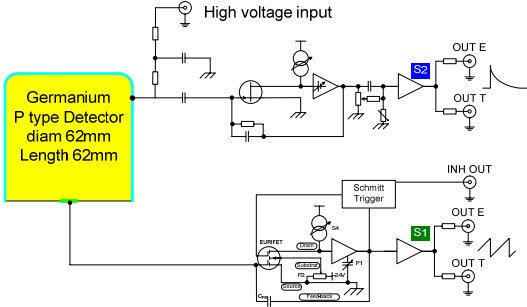 High voltage input
S2
OUT E
OUT T
Germanium
P type Detector
diam 62mm
Length 62mm
INH OUT
Schmitt
Trigger
S4
OUT E
S1
EURIFET
Drain
Substrat
P1
P2
-24V
Source
OUT T
Feedback